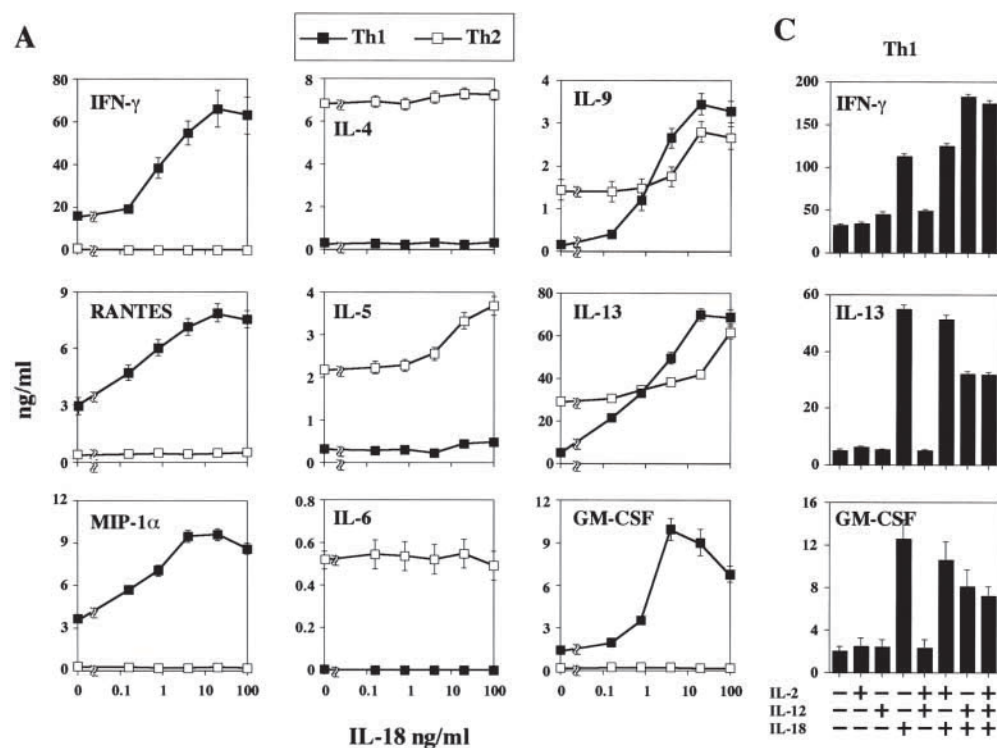 A
Th1 Th2
C
Th1
IFN-γ
80
60
40
20
0
IL-4
8
6
4
2
0
IL-9
4
3
2
1
0
IFN-γ
200
150
100
50
0
ng/ml
RANTES
9
6
3
0
IL-5
4
3
2
1
0
IL-13
80
60
40
20
0
IL-13
60
40
20
0
MIP-1α
12
9
6
3
0
IL-6
0.8
0.6
0.4
0.2
0
GM-CSF
12
9
6
3
0
GM-CSF
16
12
8
4
0
0 0.1 1 10 100
0 0.1 1 10 100
0 0.1 1 10 100
IL-18 ng/ml
IL-2 − + − − + + − +
IL-12 − − + − + − + +
IL-18 − − − + − + + +